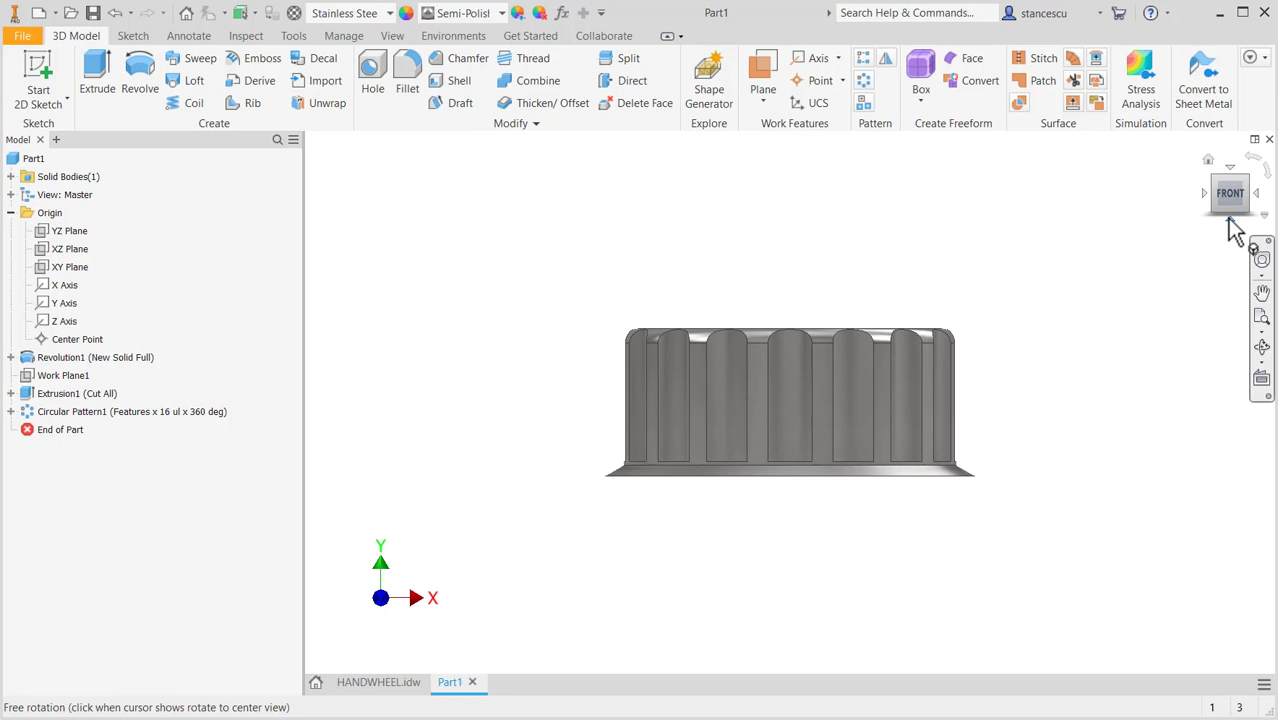 PRO
Stainless Stee
Semi-Polisl
Part1
Search Help & Commands...
stancescu
File
3D Model
Sketch
Annotate
Inspect
Tools
Manage
View
Environments
Get Started
Collaborate
Start
2D Sketch
Extrude
Revolve
Sweep
Loft
Coil
Emboss
Derive
Rib
Decal
Import
Unwrap
Hole
Fillet
Chamfer
Shell
Draft
Thread
Combine
Thicken/ Offset
Split
Direct
Delete Face
Shape
Generator
Plane
Axis
Point
UCS
Box
Face
Convert
Stitch
Patch
Stress
Analysis
Convert to
Sheet Metal
Sketch
Create
Modify
Explore
Work Features
Pattern
Create Freeform
Surface
Simulation
Convert
Model
Part1
Solid Bodies(1)
View: Master
Origin
YZ Plane
XZ Plane
XY Plane
X Axis
Y Axis
Z Axis
Center Point
Revolution1 (New Solid Full)
Work Plane1
Extrusion1 (Cut All)
Circular Pattern1 (Features x 16 ul x 360 deg)
End of Part
FRONT
Y
X
HANDWHEEL.idw
Part1
Free rotation (click when cursor shows rotate to center view)
1
3